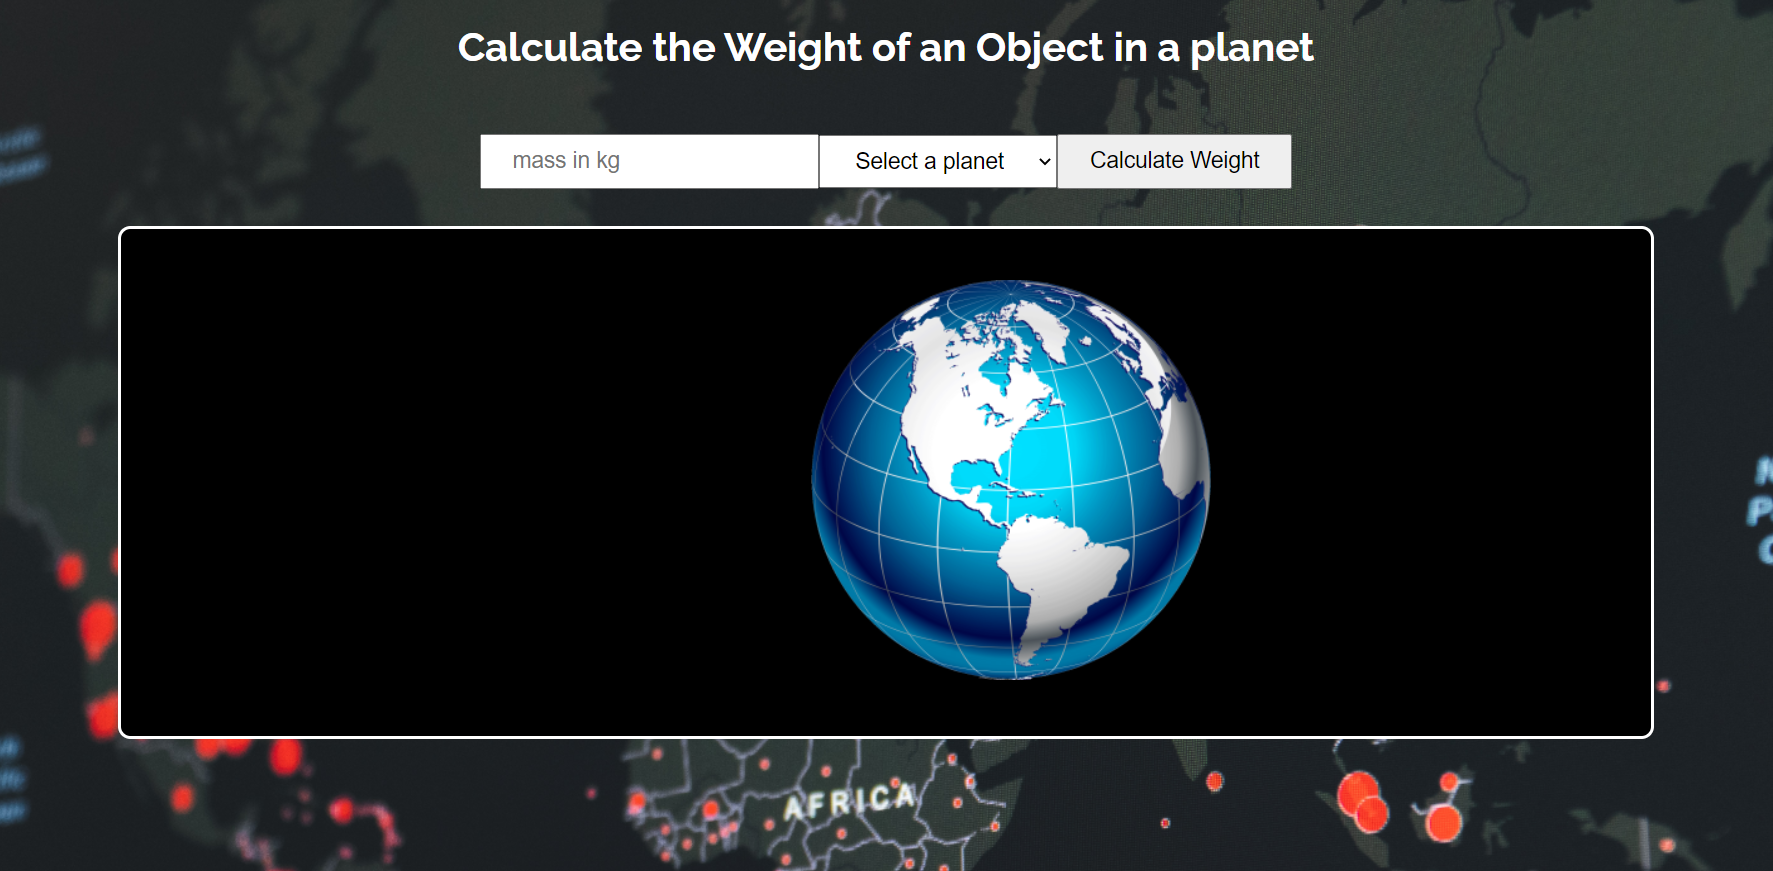 Calculate the Weight of an Object in a planet
mass in kg
Select a planet
Calculate Weight
AFRICA